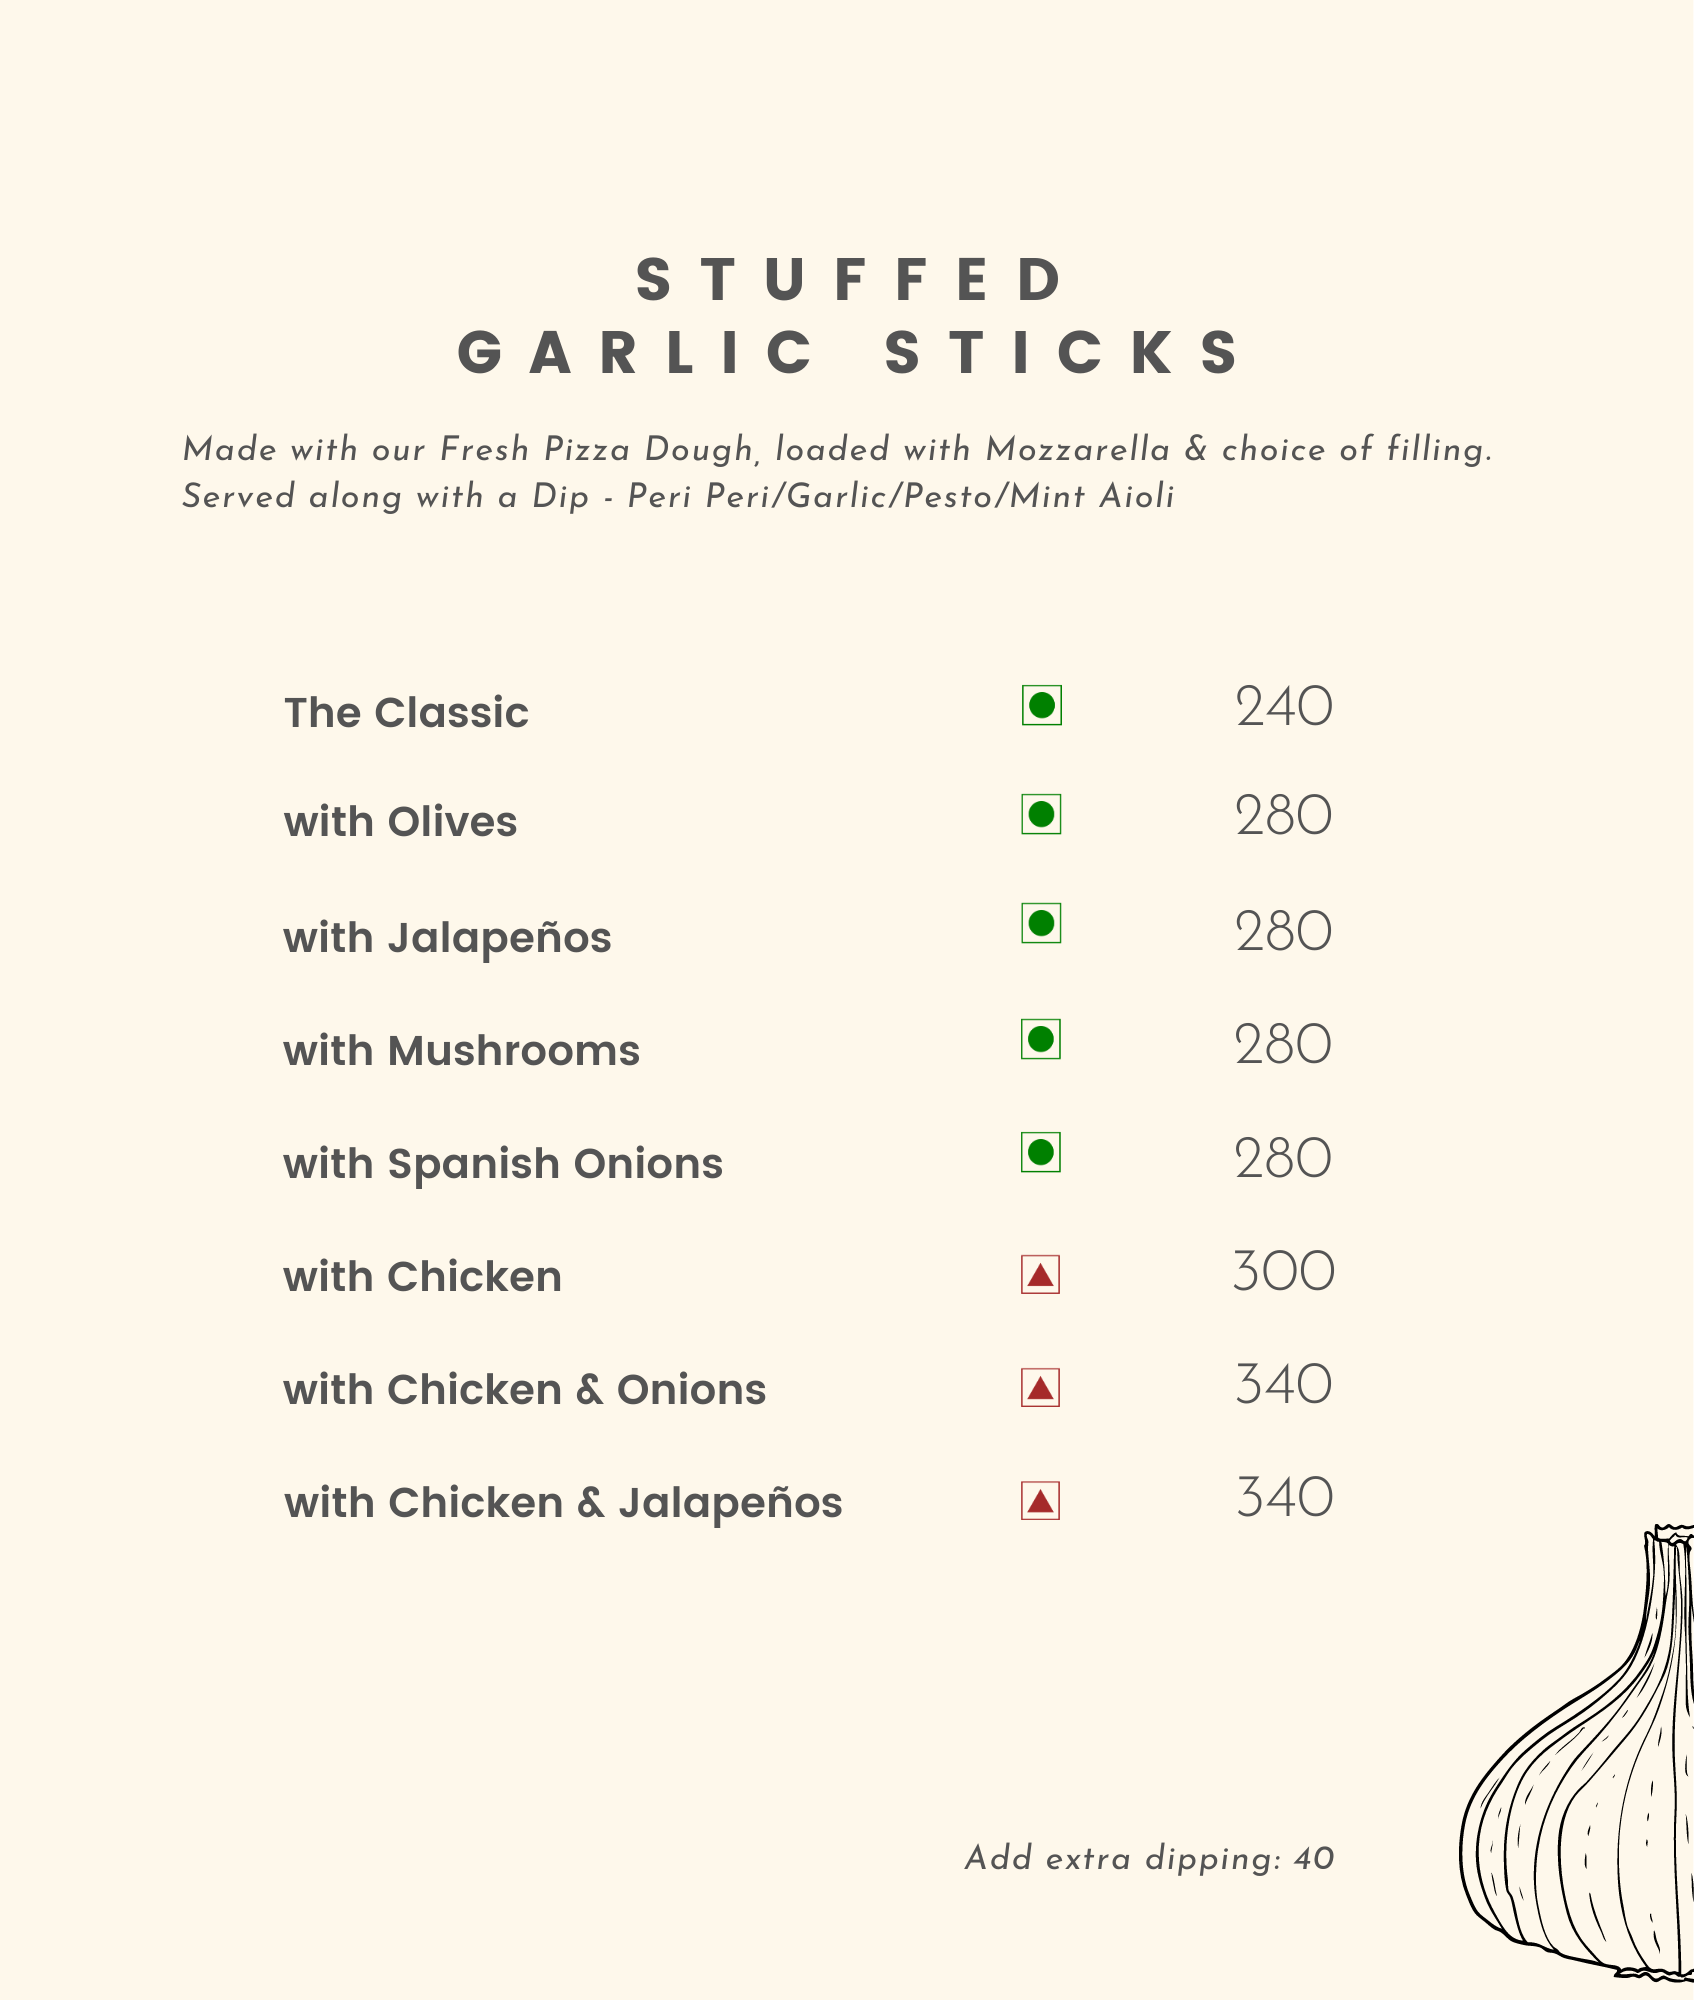 STUFFED
GARLIC STICKS
Made with our Fresh Pizza Dough, loaded with Mozzarella & choice of filling.
Served along with a Dip - Peri Peri/Garlic/Pesto/Mint Aioli
The Classic 240
with Olives 280
with Jalapeños 280
with Mushrooms 280
with Spanish Onions 280
with Chicken 300
with Chicken & Onions 340
with Chicken & Jalapeños 340
Add extra dipping: 40